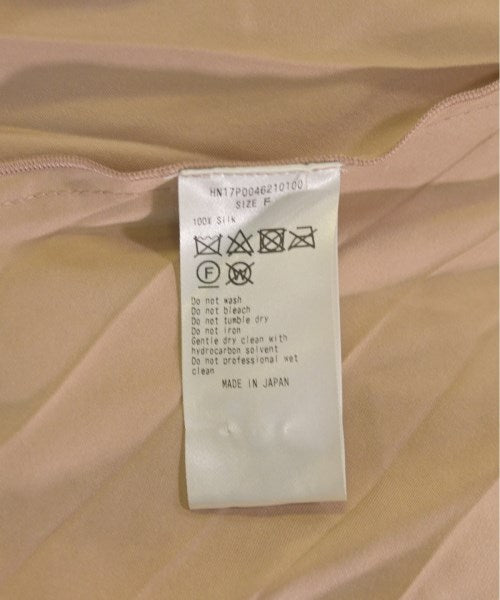 HN17P0046210100
SIZE F
100% Silk
F W
Do not wash
Do not bleach
Do not tumble dry
Do not iron
Gentle dry clean with
hydrocarbon solvent
Do not professional wet
clean
MADE IN JAPAN